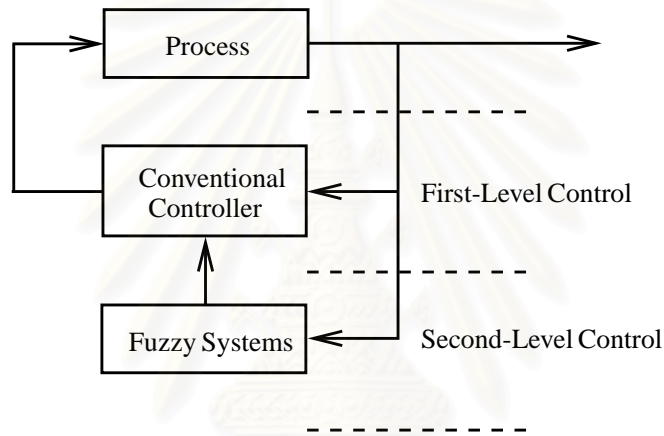 Process
Conventional
Controller
First-Level Control
Fuzzy Systems
Second-Level Control